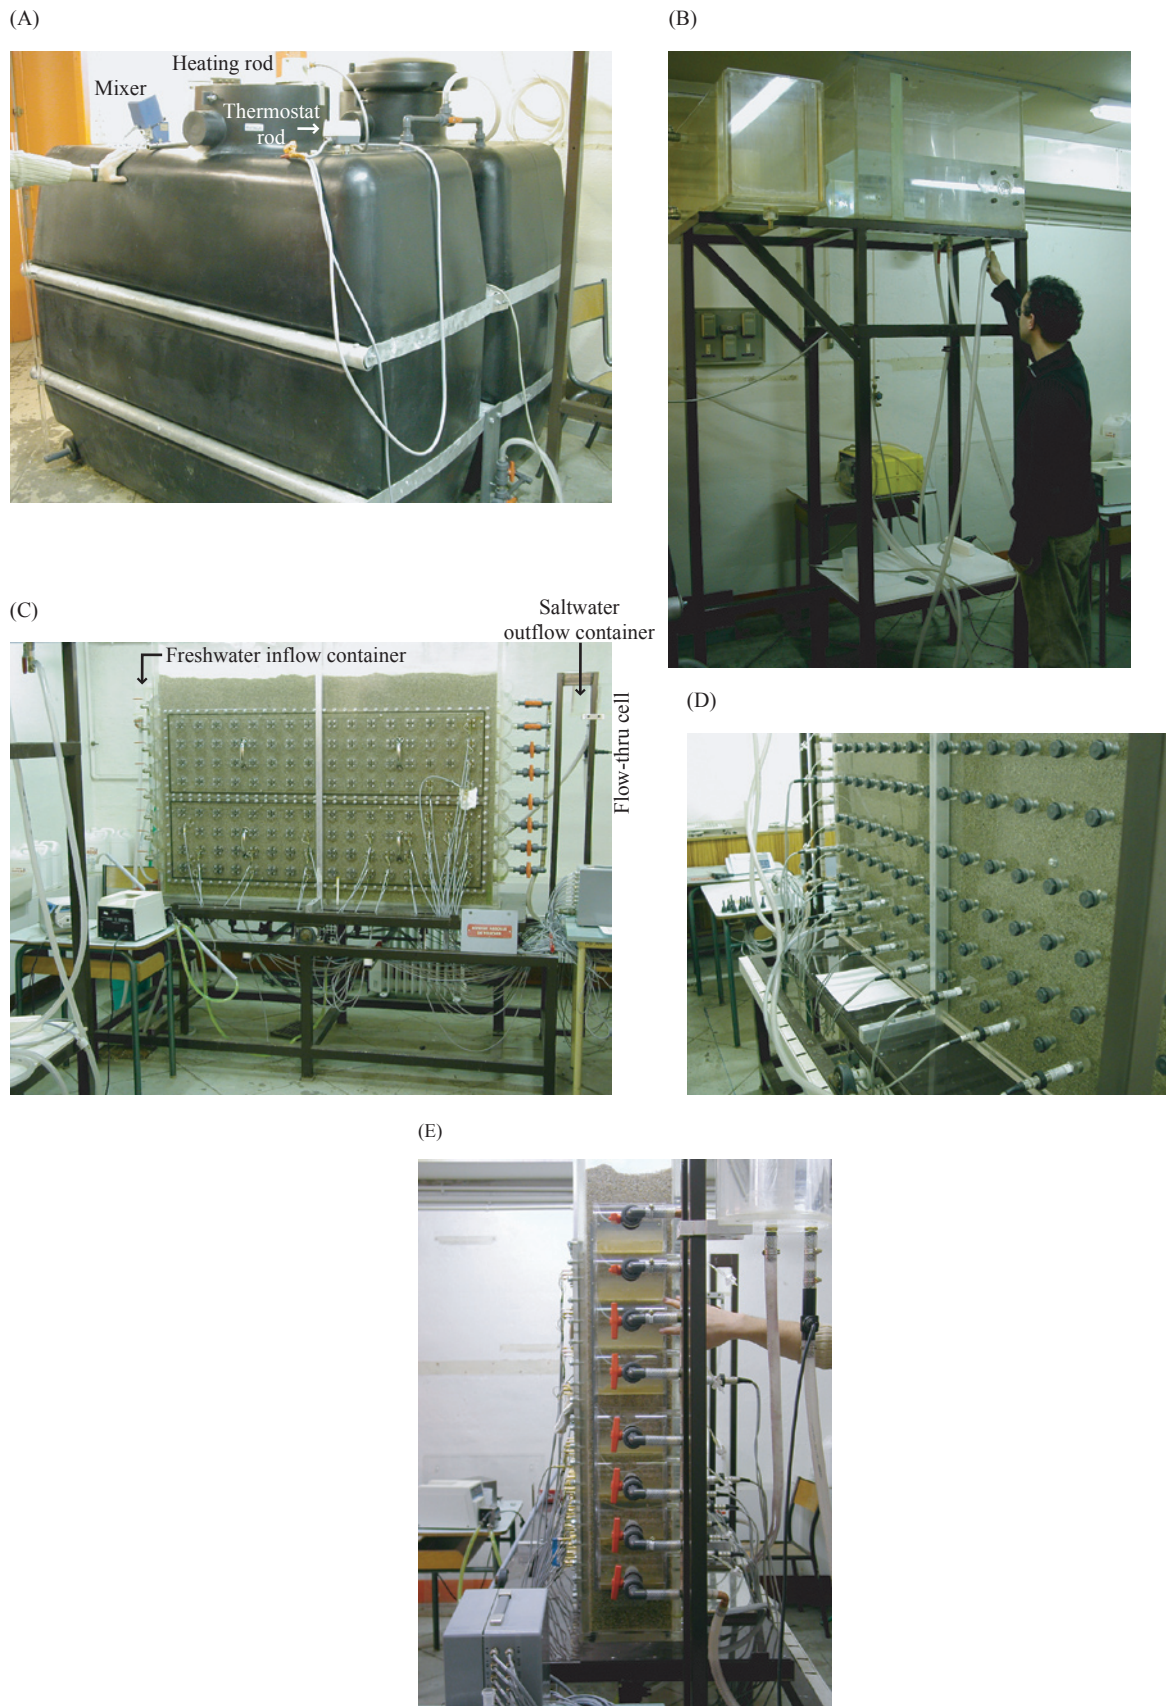 (A)
(B)
Heating rod
Mixer
Thermostat
rod
(C)
Saltwater
outflow container
Freshwater inflow container
Flow-thru cell
(D)
(E)